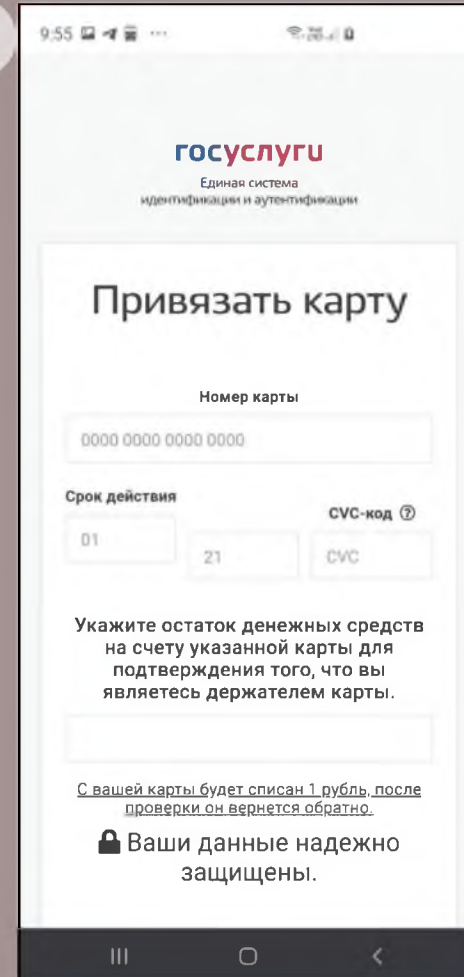 9:55
госуслуги
Единая система
идентификации и аутентификации
Привязать карту
Номер карты
0000 0000 0000 0000
Срок действия
CVC-код ?
01
21
CVC
Укажите остаток денежных средств
на счету указанной карты для
подтверждения того, что вы
являетесь держателем карты.
С вашей карты будет списан 1 рубль, после
проверки он вернется обратно.
Ваши данные надежно
защищены.